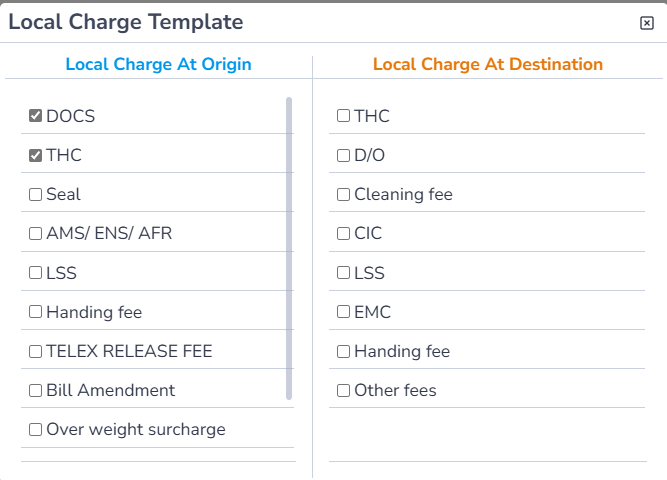 Local Charge Template
Local Charge At Origin
DOCS
THC
Seal
AMS/ ENS/ AFR
LSS
Handing fee
TELEX RELEASE FEE
Bill Amendment
Over weight surcharge
Local Charge At Destination
THC
D/O
Cleaning fee
CIC
LSS
EMC
Handing fee
Other fees